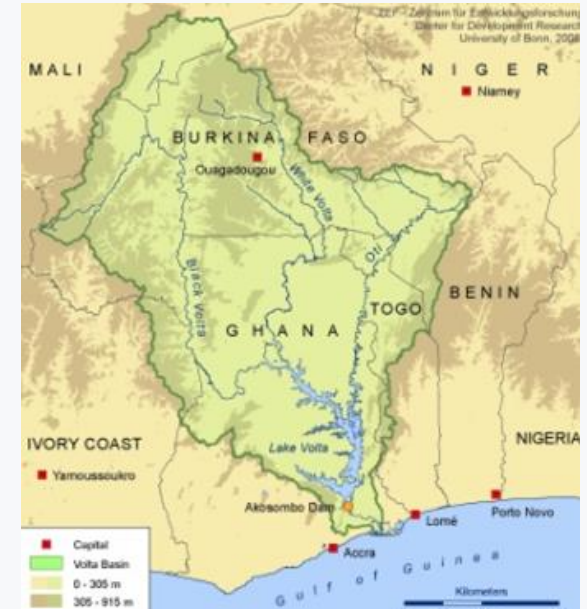 ZEF - Zentrum für Entwicklungsforschung
Center for Development Research
University of Bonn, 2008
MALI
NIGER
Niamey
BURKINA FASO
Ouagadougou
White Volta
Oti
Black Volta
BENIN
TOGO
GHANA
IVORY COAST
NIGERIA
Lake Volta
Yamoussoukro
Akosombo Dam
Porto Novo
Lomé
Accra
Gulf of Guinea
Capital
Volta Basin
0 - 305 m
305 - 915 m
Kilometers